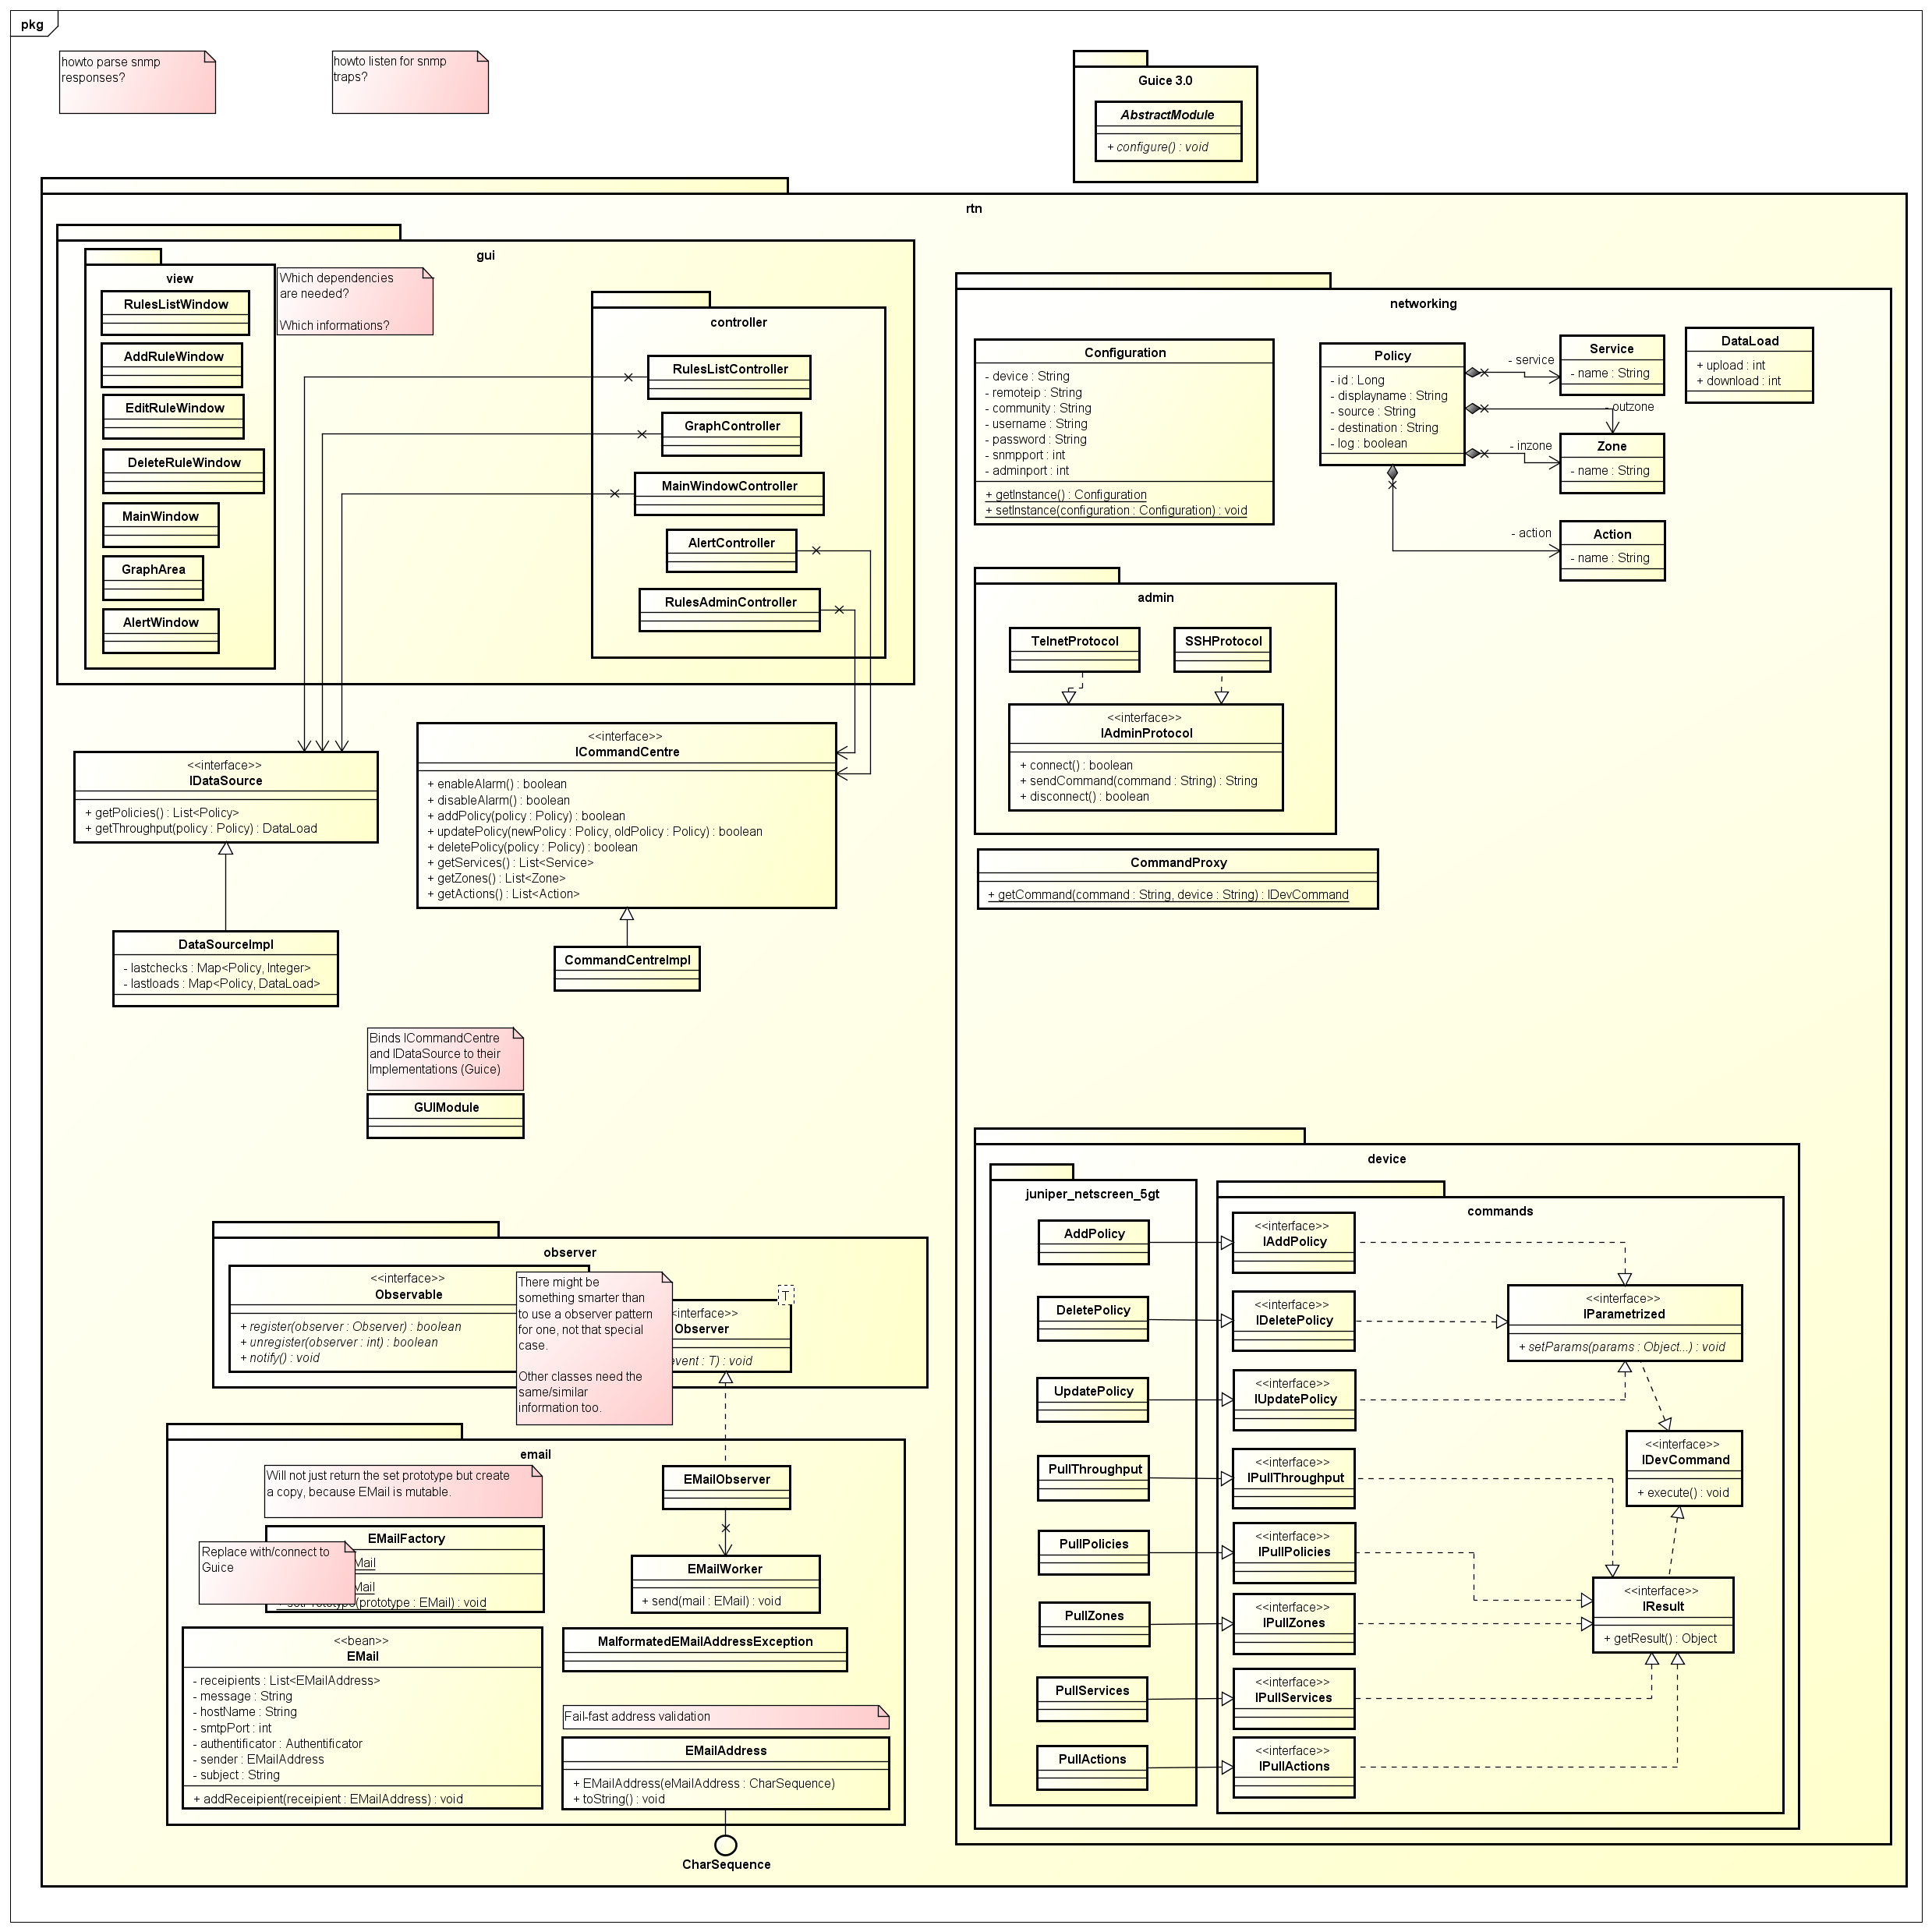 pkg
howto parse snmp
responses?
howto listen for snmp
traps?
Guice 3.0
AbstractModule
+ configure() : void
rtn
gui
view
RulesListWindow
AddRuleWindow
EditRuleWindow
DeleteRuleWindow
MainWindow
GraphArea
AlertWindow
Which dependencies
are needed?
Which informations?
controller
RulesListController
GraphController
MainWindowController
AlertController
RulesAdminController
<<interface>>
IDataSource
+ getPolicies() : List<Policy>
+ getThroughput(policy : Policy) : DataLoad
<<interface>>
ICommandCentre
+ enableAlarm() : boolean
+ disableAlarm() : boolean
+ addPolicy(policy : Policy) : boolean
+ updatePolicy(newPolicy : Policy, oldPolicy : Policy) : boolean
+ deletePolicy(policy : Policy) : boolean
+ getServices() : List<Service>
+ getZones() : List<Zone>
+ getActions() : List<Action>
DataSourceImpl
- lastchecks : Map<Policy, Integer>
- lastloads : Map<Policy, DataLoad>
CommandCentreImpl
Binds ICommandCentre
and IDataSource to their
Implementations (Guice)
GUIModule
observer
<<interface>>
Observable
+ register(observer : Observer) : boolean
+ unregister(observer : int) : boolean
+ notify() : void
There might be
something smarter than
to use a observer pattern
for one, not that special
case.
Other classes need the
same/similar
information too.
T
<interface>>
Observer
event : T) : void
email
Will not just return the set prototype but create
a copy, because EMail is mutable.
EMailFactory
Mail
Mail
(prototype : EMail) : void
Replace with/connect to
Guice
EMailObserver
EMailWorker
+ send(mail : EMail) : void
<<bean>>
EMail
- receipients : List<EMailAddress>
- message : String
- hostName : String
- smtpPort : int
- authentificator : Authentificator
- sender : EMailAddress
- subject : String
+ addReceipient(receipient : EMailAddress) : void
MalformatedEMailAddressException
Fail-fast address validation
EMailAddress
+ EMailAddress(eMailAddress : CharSequence)
+ toString() : void
CharSequence
networking
Configuration
- device : String
- remoteip : String
- community : String
- username : String
- password : String
- snmpport : int
- adminport : int
+ getInstance() : Configuration
+ setInstance(configuration : Configuration) : void
Policy
- id : Long
- displayname : String
- source : String
- destination : String
- log : boolean
- service
- outzone
- inzone
- action
Service
- name : String
Zone
- name : String
Action
- name : String
DataLoad
+ upload : int
+ download : int
admin
TelnetProtocol
SSHProtocol
<<interface>>
IAdminProtocol
+ connect() : boolean
+ sendCommand(command : String) : String
+ disconnect() : boolean
CommandProxy
+ getCommand(command : String, device : String) : IDevCommand
device
juniper_netscreen_5gt
AddPolicy
DeletePolicy
UpdatePolicy
PullThroughput
PullPolicies
PullZones
PullServices
PullActions
commands
<<interface>>
IAddPolicy
<<interface>>
IDeletePolicy
<<interface>>
IUpdatePolicy
<<interface>>
IPullThroughput
<<interface>>
IPullPolicies
<<interface>>
IPullZones
<<interface>>
IPullServices
<<interface>>
IPullActions
<<interface>>
IParametrized
+ setParams(params : Object...) : void
<<interface>>
IDevCommand
+ execute() : void
<<interface>>
IResult
+ getResult() : Object